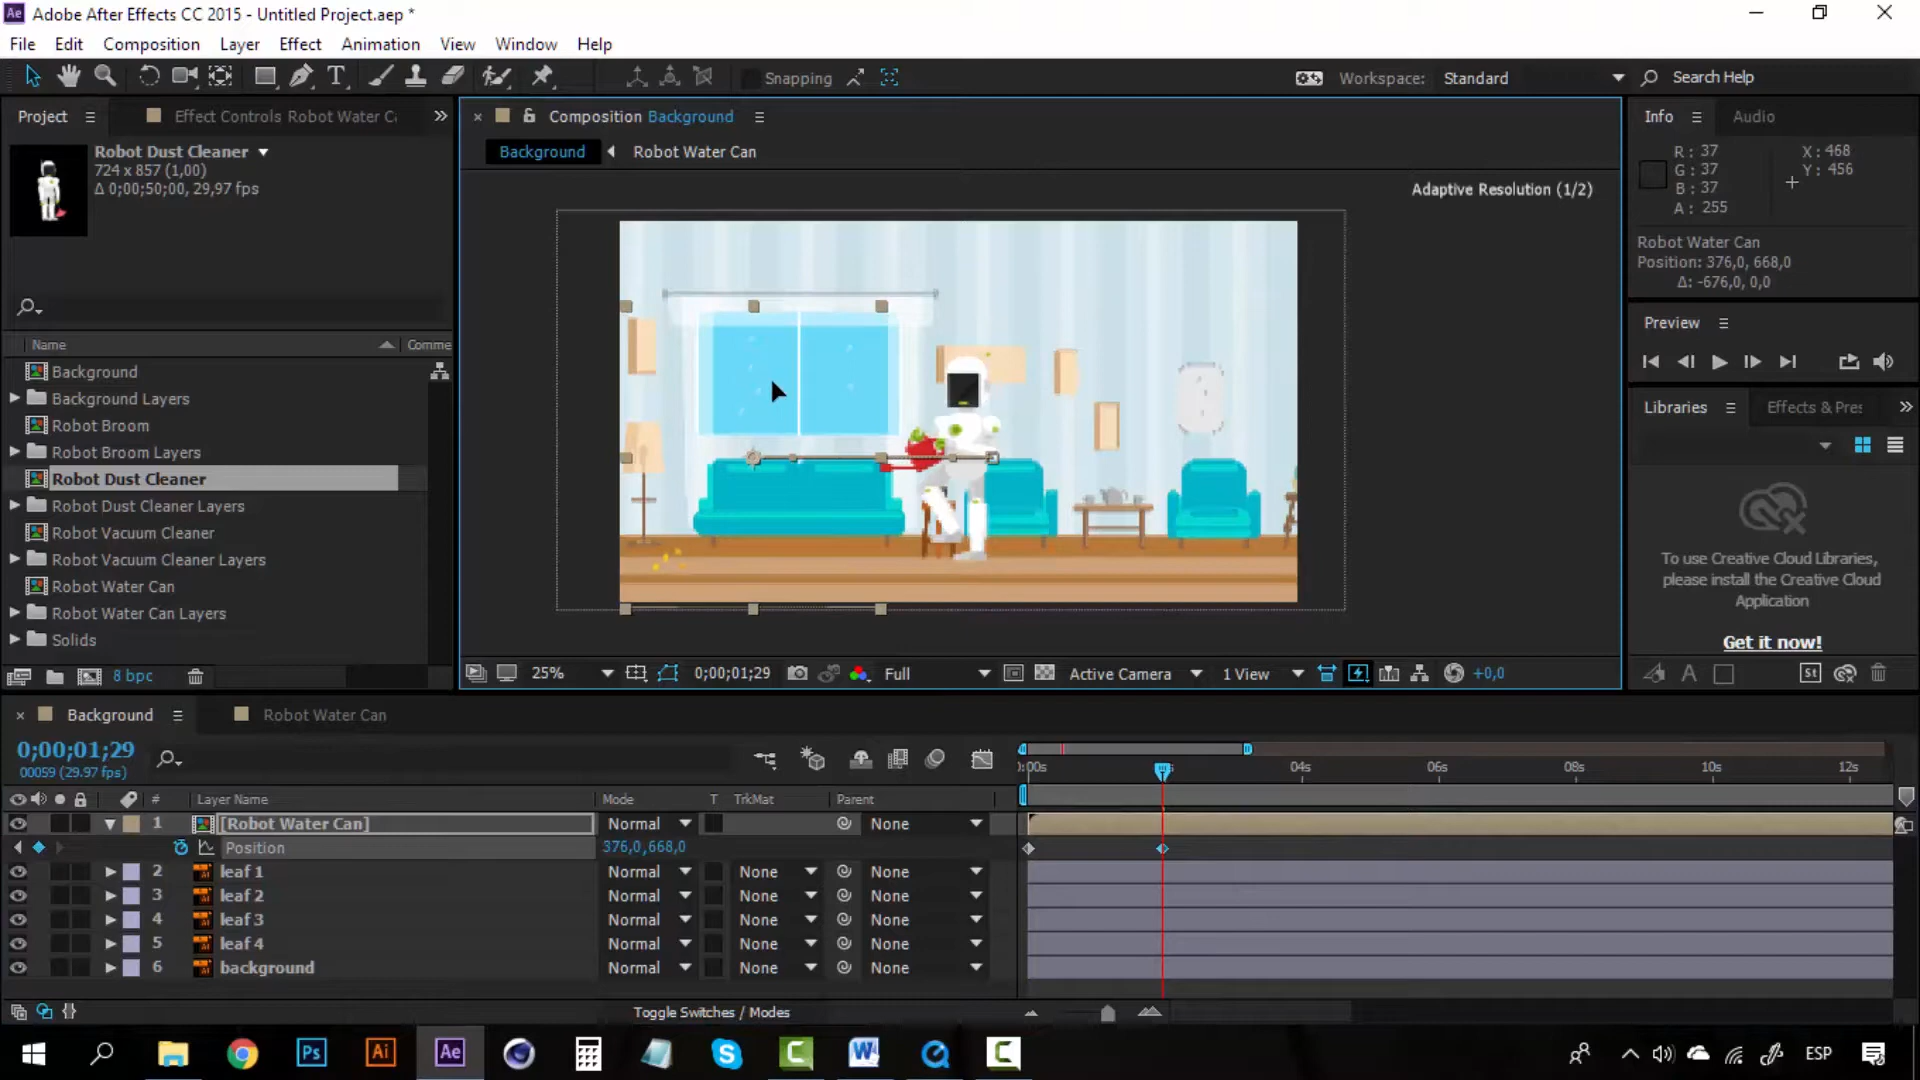 Adobe After Effects CC 2015 - Untitled Project.aep *
File Edit Composition Layer Effect Animation View Window Help
Snapping
Workspace: Standard
Search Help
Project
Effect Controls Robot Water Ca
Robot Dust Cleaner
724 x 857 (1,00)
Δ 0;00;50;00, 29,97 fps
Name Comme
Background
Background Layers
Robot Broom
Robot Broom Layers
Robot Dust Cleaner
Robot Dust Cleaner Layers
Robot Vacuum Cleaner
Robot Vacuum Cleaner Layers
Robot Water Can
Robot Water Can Layers
Solids
8 bpc
Composition Background
Background Robot Water Can
Adaptive Resolution (1/2)
25% 0;00;01;29 Full Active Camera 1 View +0,0
Info Audio
R : 37 X : 468
G : 37 Y : 456
B : 37
A : 255
Robot Water Can
Position: 376,0, 668,0
Δ: -676,0, 0,0
Preview
Libraries Effects & Pres
To use Creative Cloud Libraries,
please install the Creative Cloud
Application
Get it now!
A St
Background Robot Water Can
0;00;01;29
00059 (29.97 fps)
:00s 04s 06s 08s 10s 12s
# Layer Name Mode T TrkMat Parent
1 [Robot Water Can] Normal None
Position 376,0,668,0
2 leaf 1 Normal None None
3 leaf 2 Normal None None
4 leaf 3 Normal None None
5 leaf 4 Normal None None
6 background Normal None None
Toggle Switches / Modes
Ps Ai Ae ESP